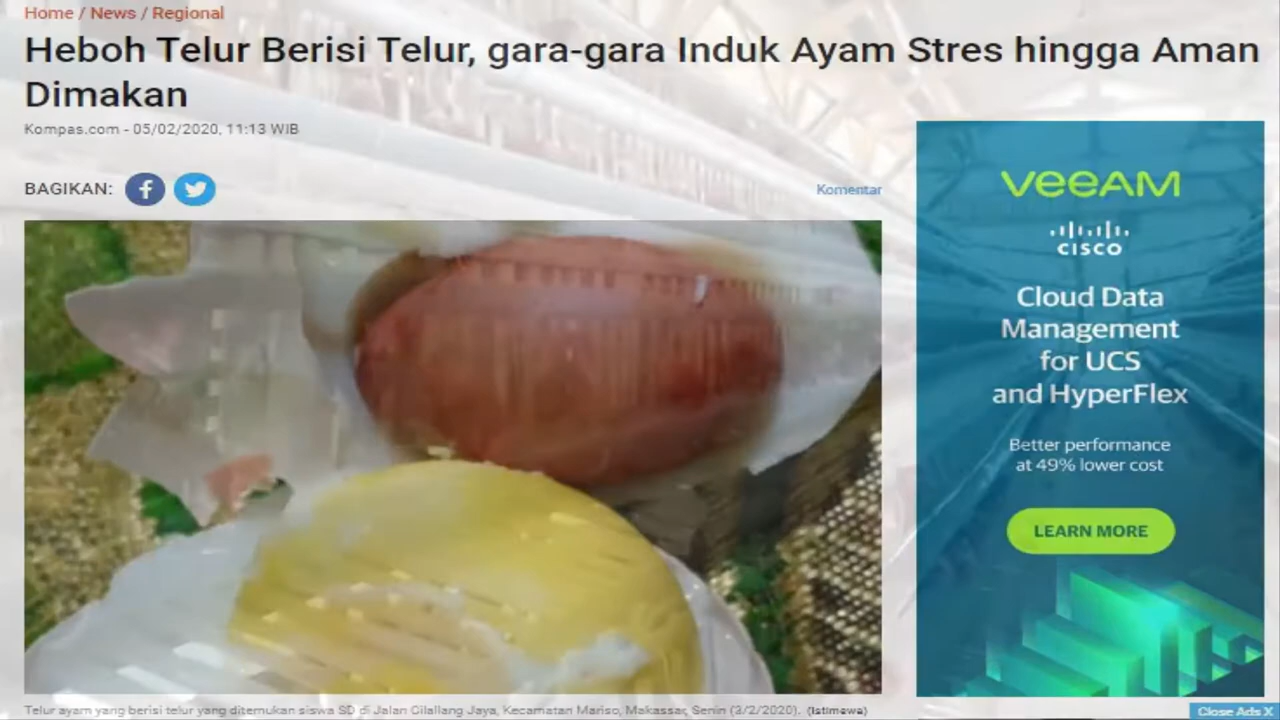 Home / News / Regional
Heboh Telur Berisi Telur, gara-gara Induk Ayam Stres hingga Aman
Dimakan
Kompas.com - 05/02/2020, 11:13 WIB
BAGIKAN:
Komentar
veeAM
CISCO
Cloud Data
Management
for UCS
and HyperFlex
Better performance
at 49% lower cost
LEARN MORE
Telur ayam yang berisi telur yang ditemukan siswa SD di Jalan Cilallang Jaya, Kecamatan Mariso, Makassar, Senin (3/2/2020). (Istimewa)
Close Ads X